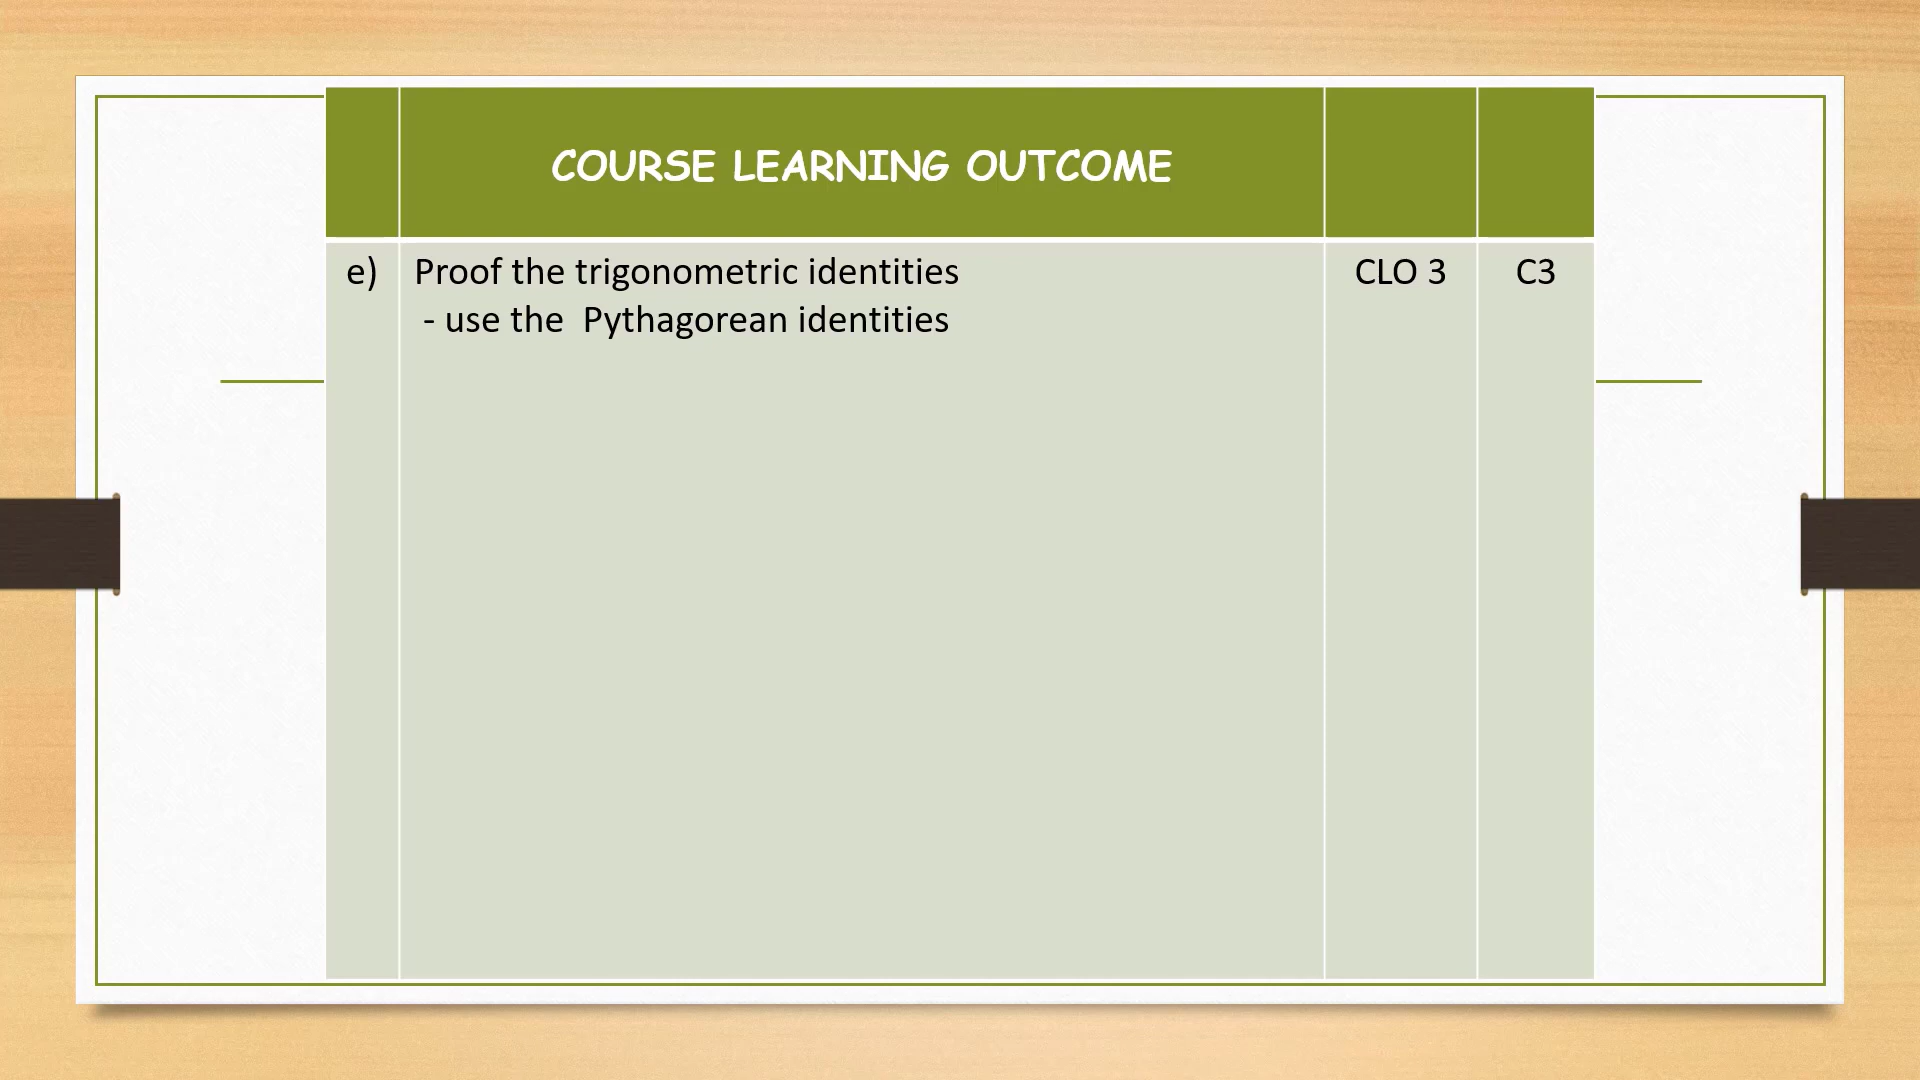 COURSE LEARNING OUTCOME
e) Proof the trigonometric identities CLO 3 C3
- use the  Pythagorean identities